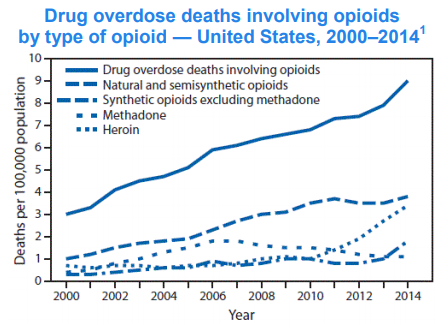 Drug overdose deaths involving opioids
by type of opioid — United States, 2000–2014¹
10
9
8
7
6
5
4
3
2
1
0
Deaths per 100,000 population
Drug overdose deaths involving opioids
Natural and semisynthetic opioids
Synthetic opioids excluding methadone
Methadone
Heroin
2000 2002 2004 2006 2008 2010 2012 2014
Year